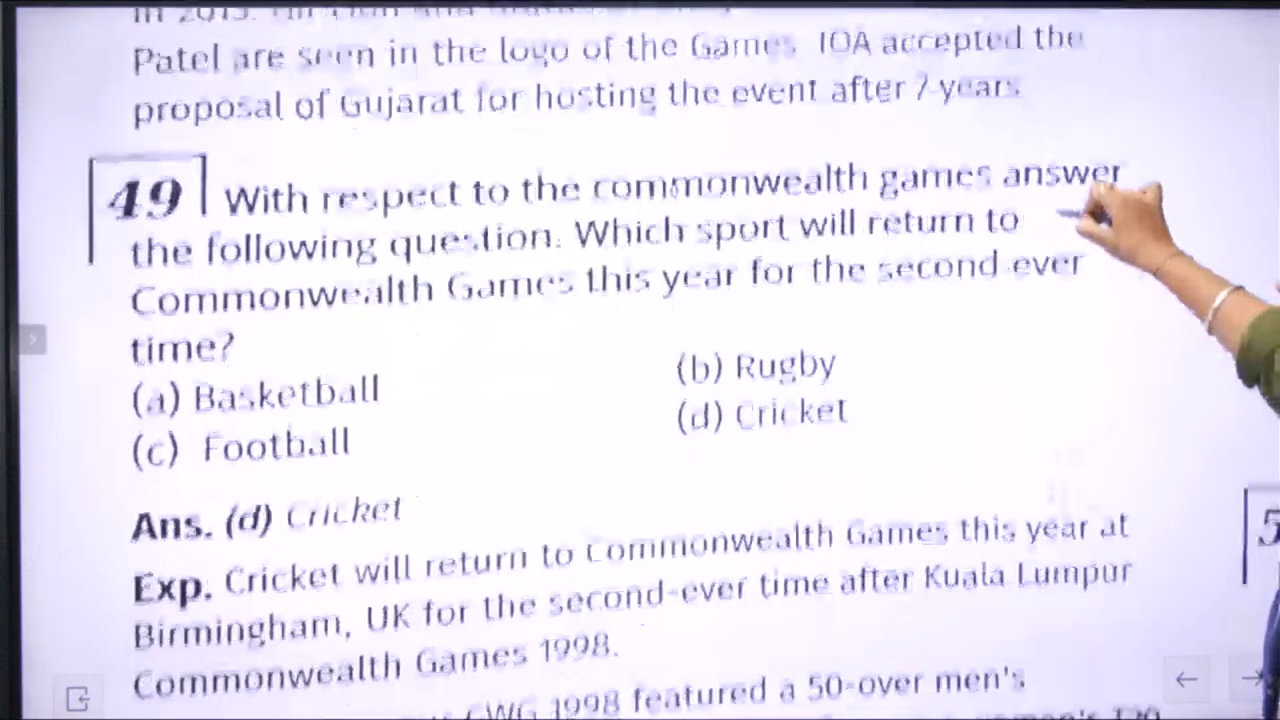 Patel are seen in the logo of the Games IOA accepted the
proposal of Gujarat for hosting the event after 7 years
49 With respect to the commonwealth games answer
the following question. Which sport will return to
Commonwealth Games this year for the second ever
time?
(a) Basketball (b) Rugby
(c) Football (d) Cricket
Ans. (d) Cricket
Exp. Cricket will return to Commonwealth Games this year at
Birmingham, UK for the second-ever time after Kuala Lumpur
Commonwealth Games 1998.
CWG 1998 featured a 50-over men's